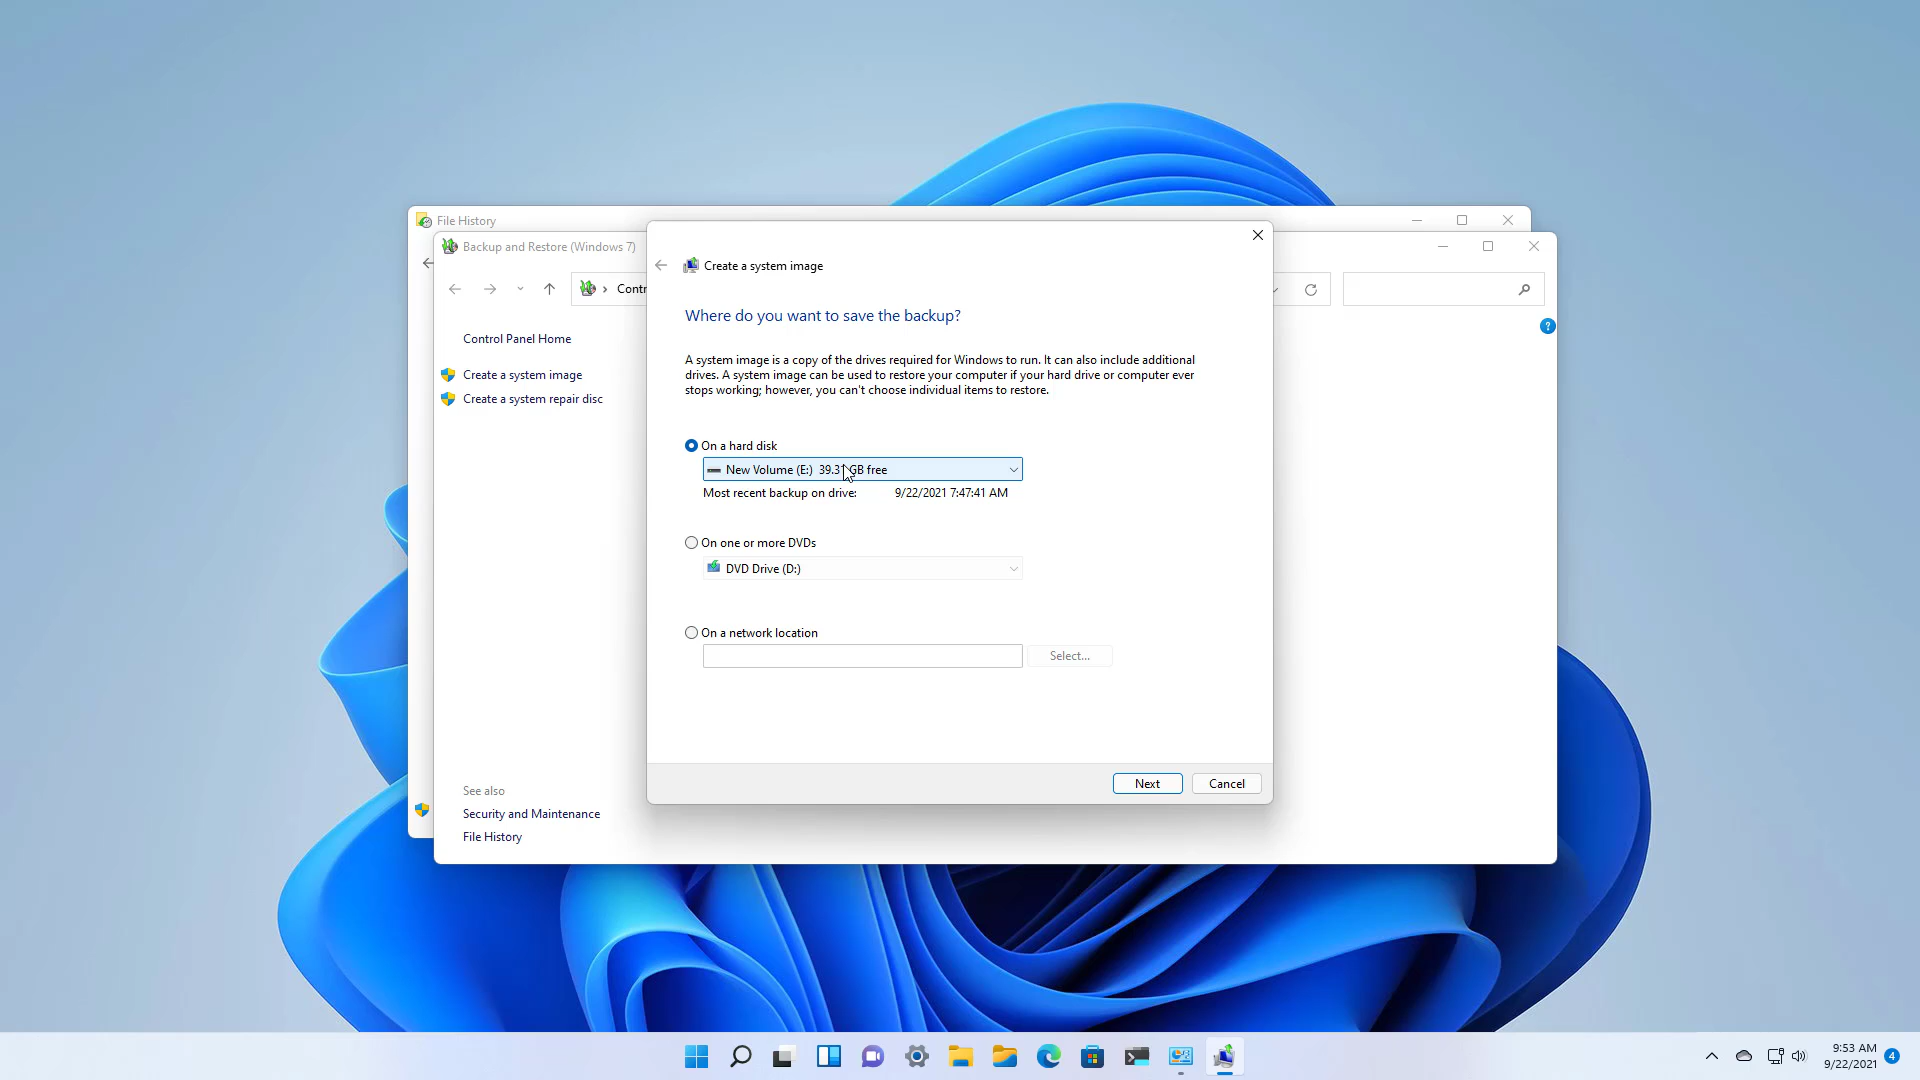 File History
Backup and Restore (Windows 7)
Contr
Control Panel Home
Create a system image
Create a system repair disc
See also
Security and Maintenance
File History
Create a system image
Where do you want to save the backup?
A system image is a copy of the drives required for Windows to run. It can also include additional
drives. A system image can be used to restore your computer if your hard drive or computer ever
stops working; however, you can't choose individual items to restore.
On a hard disk
New Volume (E:) GB free
Most recent backup on drive: 9/22/2021 7:47:41 AM
On one or more DVDs
DVD Drive (D:)
On a network location
Select...
Next
Cancel
?
9:53 AM
9/22/2021
4